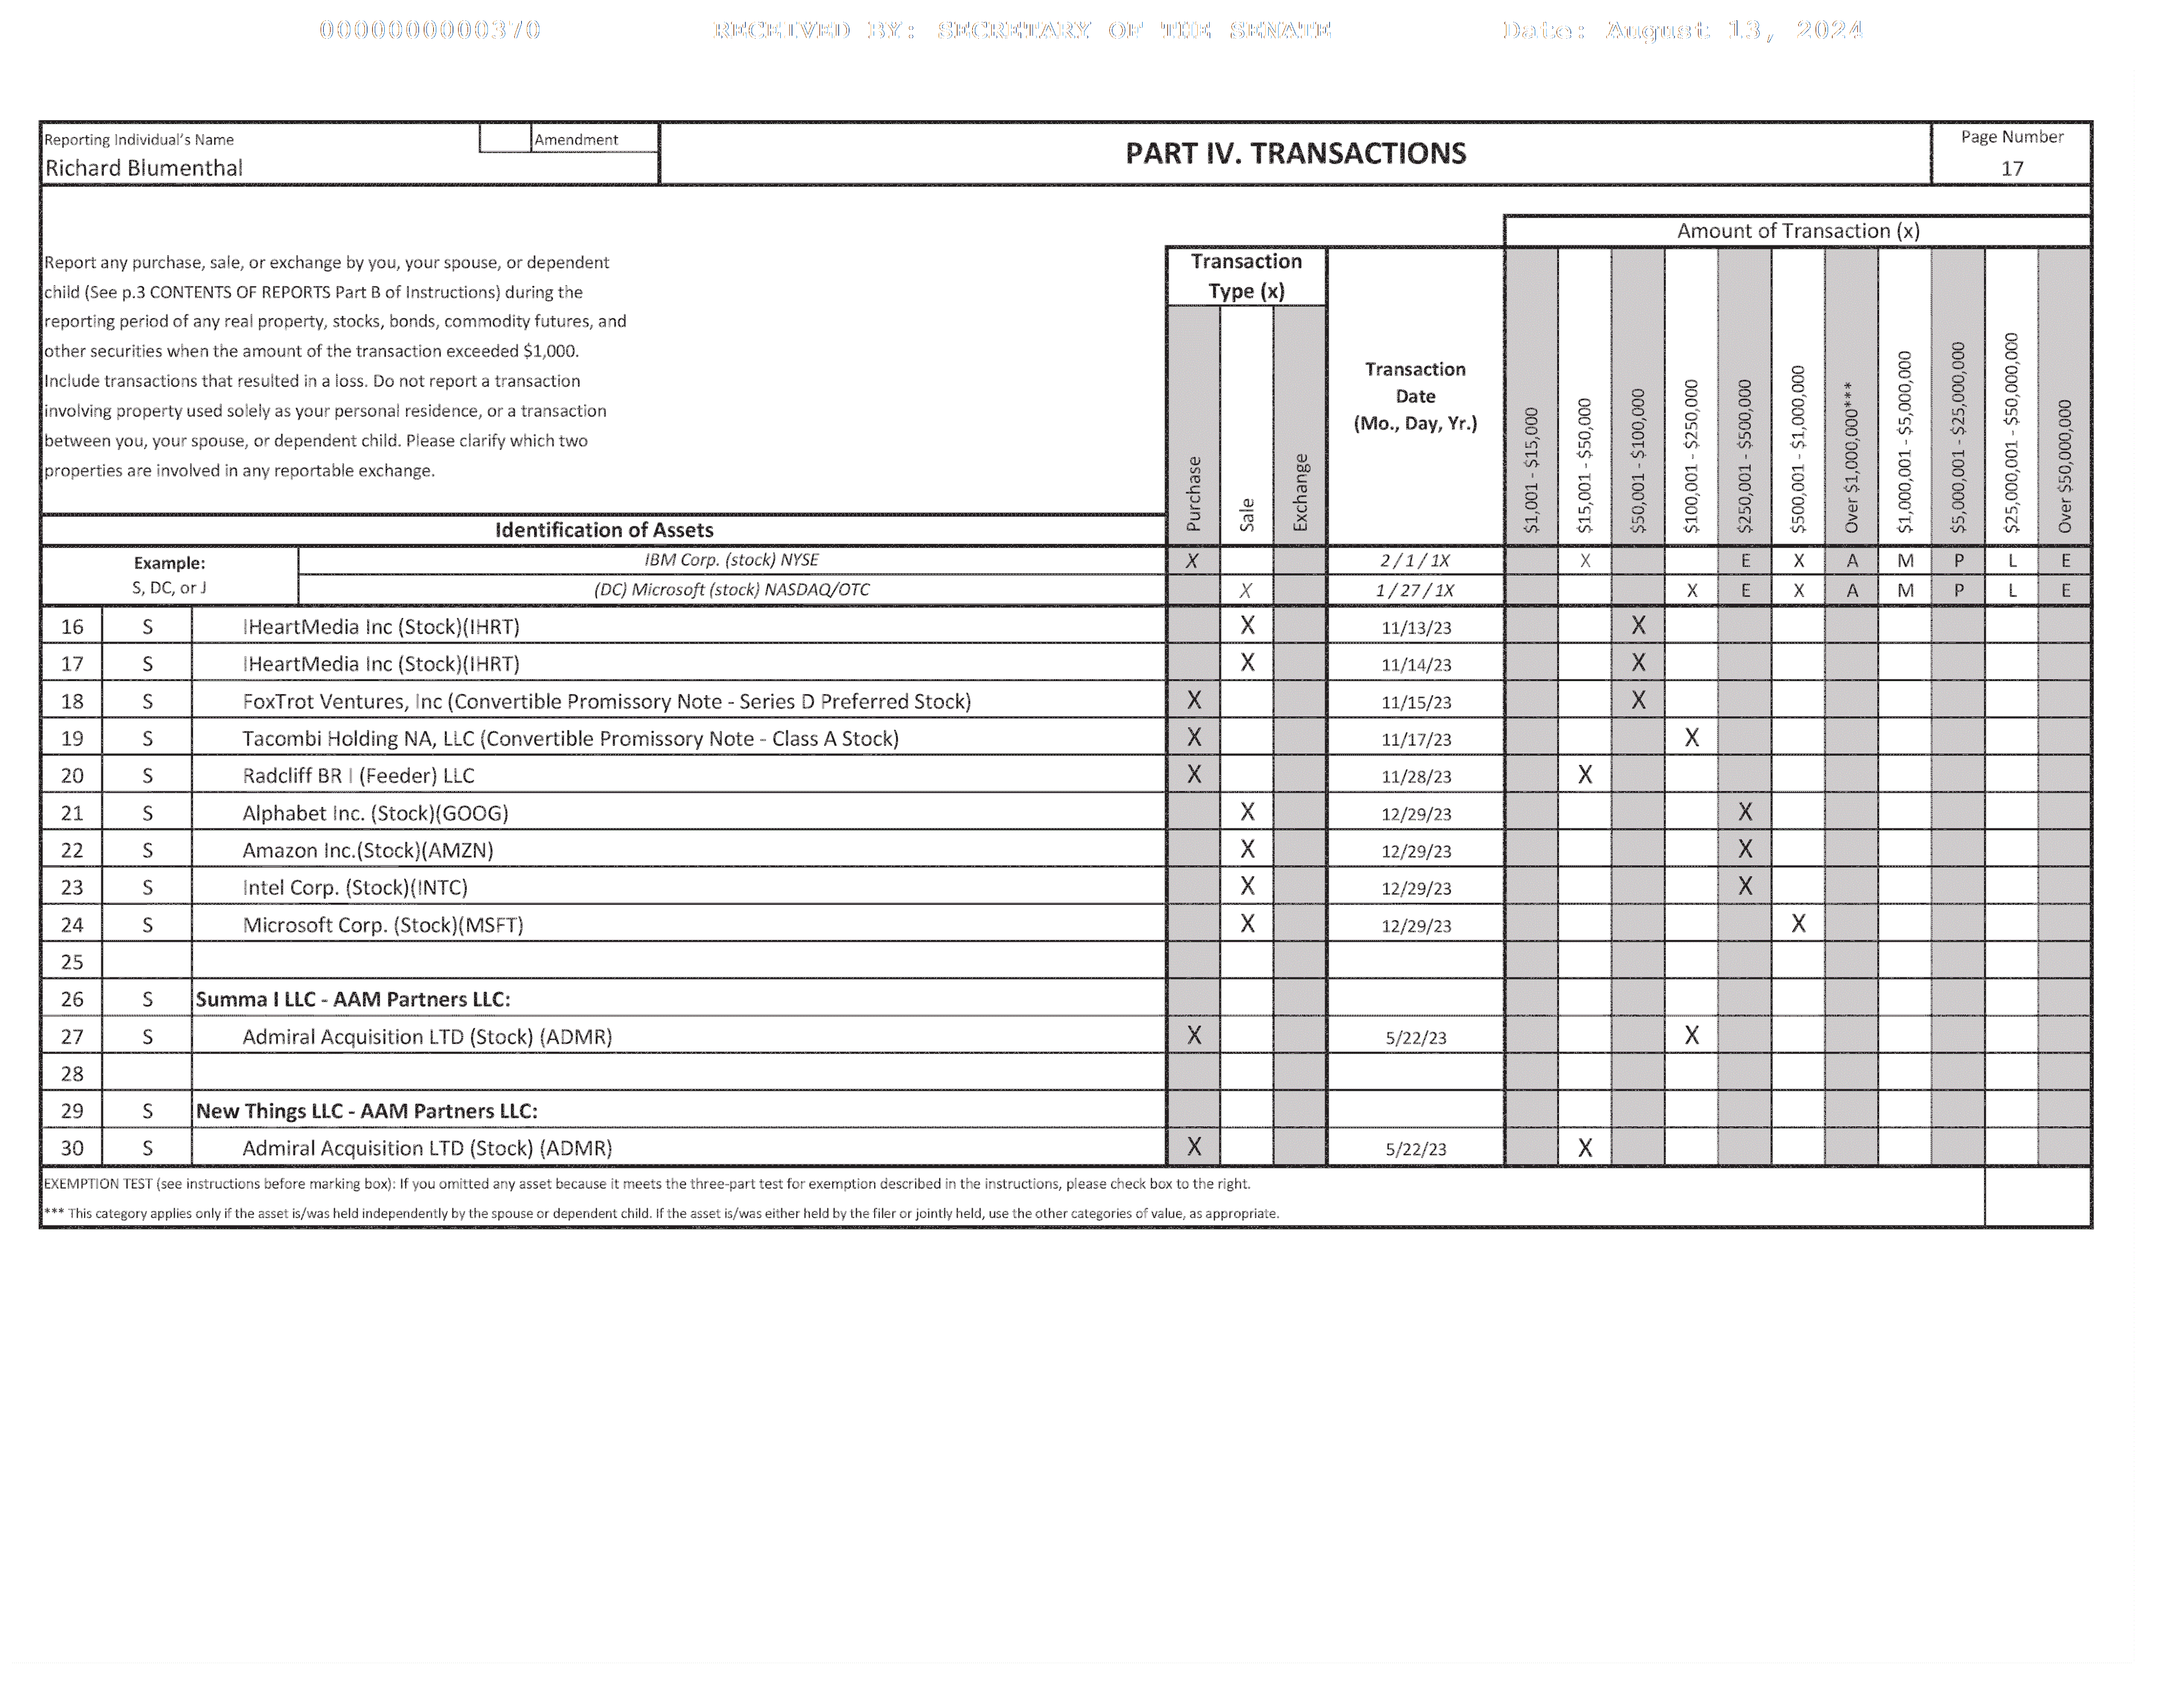 0000000000370 RECEIVED BY: SECRETARY OF THE SENATE Date: August 13, 2024
Reporting Individual's Name
Amendment
Richard Blumenthal
PART IV. TRANSACTIONS
Page Number
17
Report any purchase, sale, or exchange by you, your spouse, or dependent
child (See p.3 CONTENTS OF REPORTS Part B of Instructions) during the
reporting period of any real property, stocks, bonds, commodity futures, and
other securities when the amount of the transaction exceeded $1,000.
Include transactions that resulted in a loss. Do not report a transaction
involving property used solely as your personal residence, or a transaction
between you, your spouse, or dependent child. Please clarify which two
properties are involved in any reportable exchange.
Identification of Assets
Transaction
Type (x)
Purchase
Sale
Exchange
Transaction
Date
(Mo., Day, Yr.)
Amount of Transaction (x)
$1,001 - $15,000
$15,001 - $50,000
$50,001 - $100,000
$100,001 - $250,000
$250,001 - $500,000
$500,001 - $1,000,000
Over $1,000,000***
$1,000,001 - $5,000,000
$5,000,001 - $25,000,000
$25,000,001 - $50,000,000
Over $50,000,000
Example:
S, DC, or J
IBM Corp. (stock) NYSE X 2 / 1 / 1X X E X A M P L E
(DC) Microsoft (stock) NASDAQ/OTC X 1 / 27 / 1X X E X A M P L E
16 S IHeartMedia Inc (Stock)(IHRT) X 11/13/23 X
17 S IHeartMedia Inc (Stock)(IHRT) X 11/14/23 X
18 S FoxTrot Ventures, Inc (Convertible Promissory Note - Series D Preferred Stock) X 11/15/23 X
19 S Tacombi Holding NA, LLC (Convertible Promissory Note - Class A Stock) X 11/17/23 X
20 S Radcliff BR I (Feeder) LLC X 11/28/23 X
21 S Alphabet Inc. (Stock)(GOOG) X 12/29/23 X
22 S Amazon Inc.(Stock)(AMZN) X 12/29/23 X
23 S Intel Corp. (Stock)(INTC) X 12/29/23 X
24 S Microsoft Corp. (Stock)(MSFT) X 12/29/23 X
25
26 S Summa I LLC - AAM Partners LLC:
27 S Admiral Acquisition LTD (Stock) (ADMR) X 5/22/23 X
28
29 S New Things LLC - AAM Partners LLC:
30 S Admiral Acquisition LTD (Stock) (ADMR) X 5/22/23 X
EXEMPTION TEST (see instructions before marking box): If you omitted any asset because it meets the three-part test for exemption described in the instructions, please check box to the right.
*** This category applies only if the asset is/was held independently by the spouse or dependent child. If the asset is/was either held by the filer or jointly held, use the other categories of value, as appropriate.